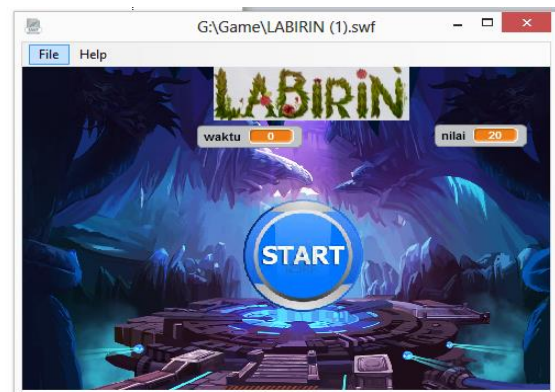 G:\Game\LABIRIN (1).swf
File Help
LABIRIN
waktu 0
nilai 20
START